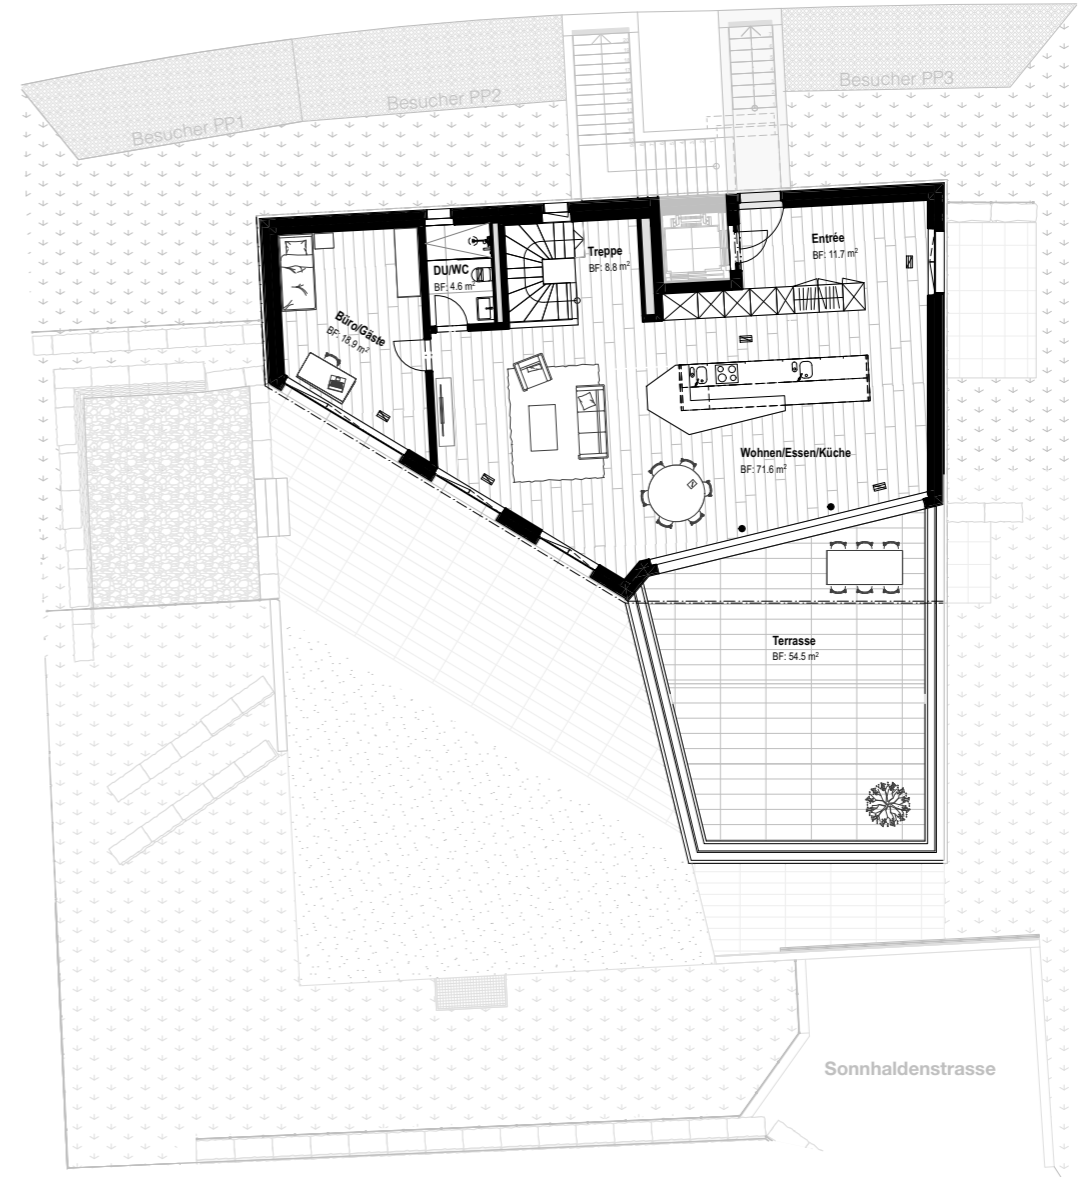 Besucher PP1
Besucher PP2
Besucher PP3
Entrée
BF: 11.7 m²
Treppe
BF: 8.8 m²
DU/WC
BF: 4.6 m²
Büro/Gäste
BF: 18.9 m²
Wohnen/Essen/Küche
BF: 71.6 m²
Terrasse
BF: 54.5 m²
Sonnhaldenstrasse